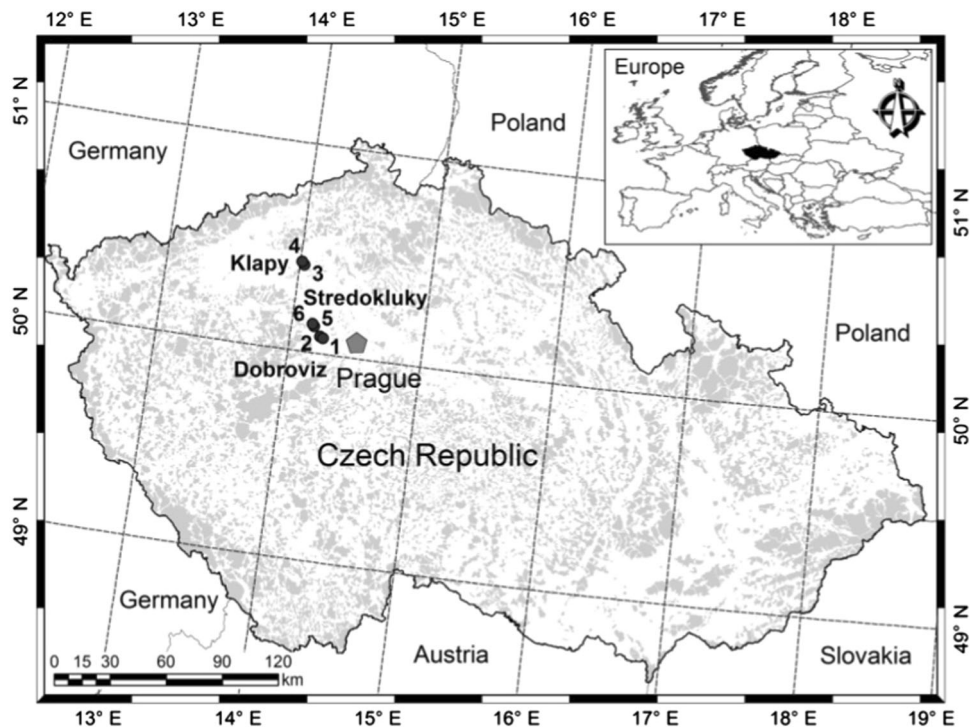 12° E 13° E 14° E 15° E 16° E 17° E 18° E
51° N
51° N
Europe
Poland
Germany
4
Klapy
3
Stredokluky
6 5
2 1
Dobroviz
Prague
50° N
Poland
50° N
Czech Republic
49° N
49° N
Germany
Austria
Slovakia
0 15 30 60 90 120
km
13° E 14° E 15° E 16° E 17° E 18° E 19° E